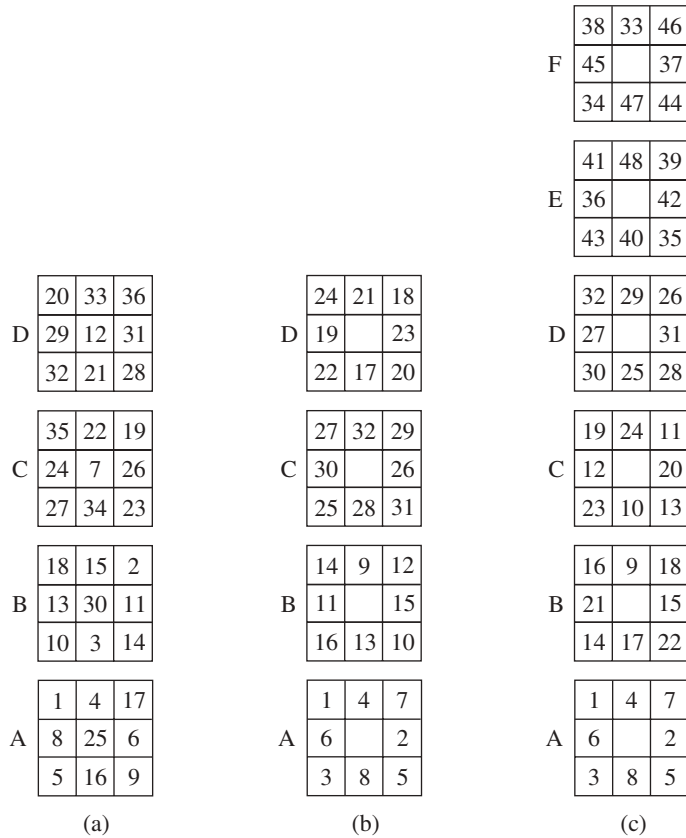 38 33 46
F 45 37
34 47 44
41 48 39
E 36 42
43 40 35
20 33 36 24 21 18 32 29 26
D 29 12 31 D 19 23 D 27 31
32 21 28 22 17 20 30 25 28
35 22 19 27 32 29 19 24 11
C 24 7 26 C 30 26 C 12 20
27 34 23 25 28 31 23 10 13
18 15 2 14 9 12 16 9 18
B 13 30 11 B 11 15 B 21 15
10 3 14 16 13 10 14 17 22
1 4 17 1 4 7 1 4 7
A 8 25 6 A 6 2 A 6 2
5 16 9 3 8 5 3 8 5
(a) (b) (c)